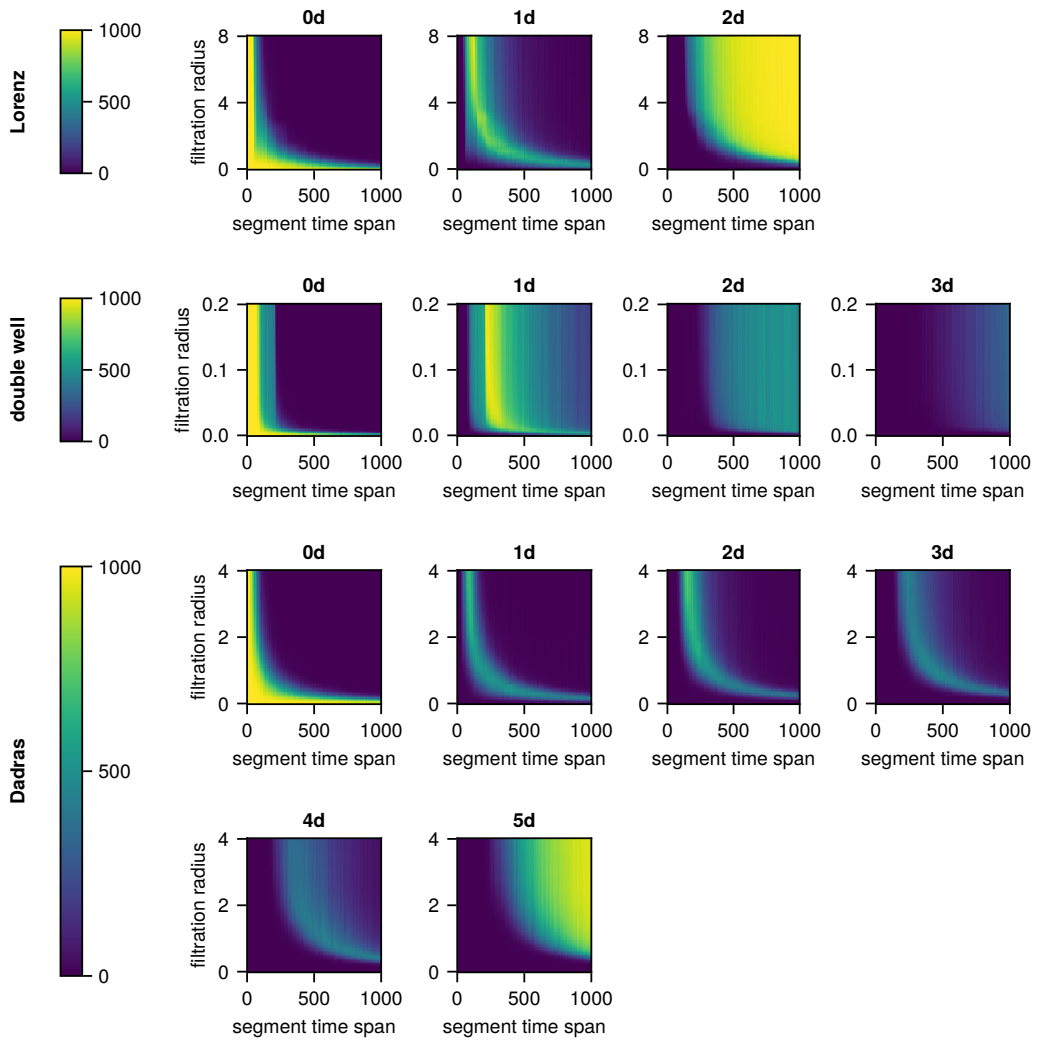 0d 1d 2d
Lorenz
1000
500
0
filtration radius
8
4
0
8
4
0
8
4
0
0 500 1000 0 500 1000 0 500 1000
segment time span segment time span segment time span
0d 1d 2d 3d
double well
1000
500
0
filtration radius
0.2
0.1
0.0
0.2
0.1
0.0
0.2
0.1
0.0
0.2
0.1
0.0
0 500 1000 0 500 1000 0 500 1000 0 500 1000
segment time span segment time span segment time span segment time span
0d 1d 2d 3d
Dadras
1000
500
0
filtration radius
4
2
0
4
2
0
4
2
0
4
2
0
0 500 1000 0 500 1000 0 500 1000 0 500 1000
segment time span segment time span segment time span segment time span
4d 5d
filtration radius
4
2
0
4
2
0
0 500 1000 0 500 1000
segment time span segment time span